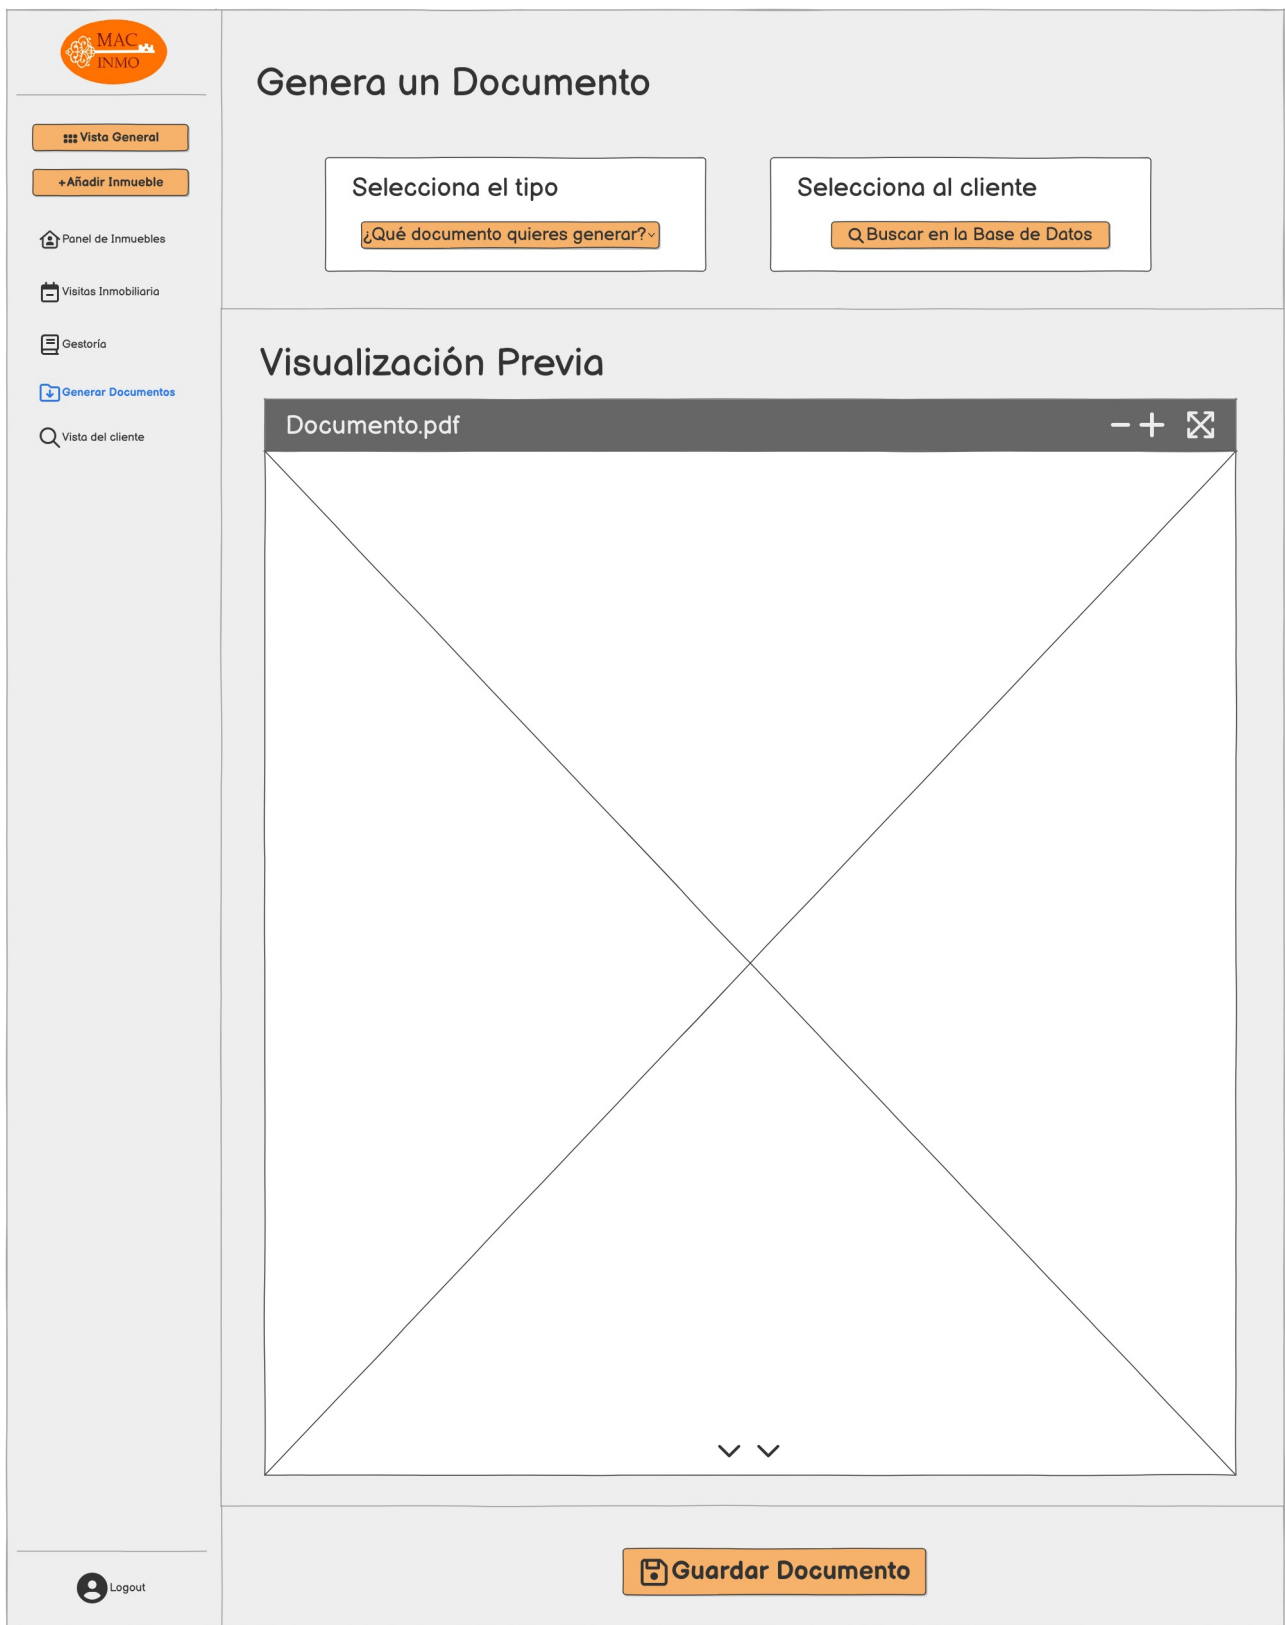 MAC
INMO
Vista General
+Añadir Inmueble
Panel de Inmuebles
Visitas Inmobiliaria
Gestoría
Generar Documentos
Vista del cliente
Logout
Genera un Documento
Selecciona el tipo
¿Qué documento quieres generar?
Selecciona al cliente
Buscar en la Base de Datos
Visualización Previa
Documento.pdf
Guardar Documento